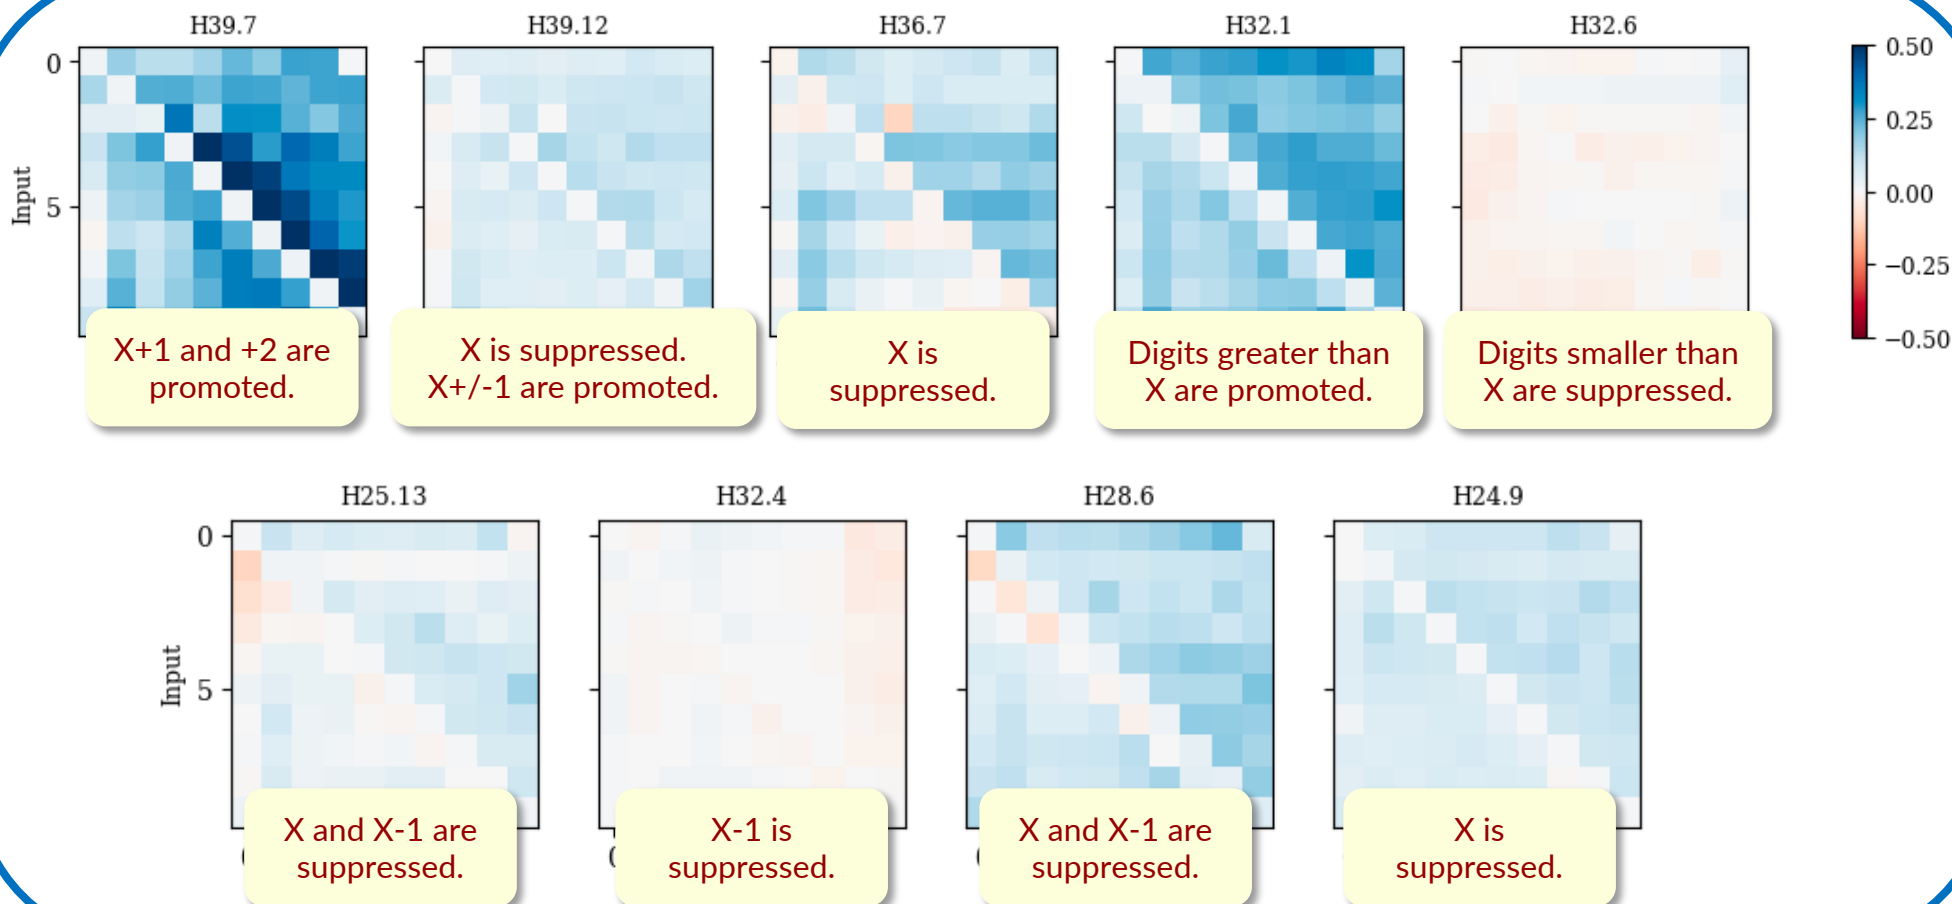 H39.7
H39.12
H36.7
H32.1
H32.6
0
5
Input
0.50
0.25
0.00
−0.25
−0.50
X+1 and +2 are
promoted.
X is suppressed.
X+/-1 are promoted.
X is
suppressed.
Digits greater than
X are promoted.
Digits smaller than
X are suppressed.
H25.13
H32.4
H28.6
H24.9
0
5
Input
X and X-1 are
suppressed.
X-1 is
suppressed.
X and X-1 are
suppressed.
X is
suppressed.